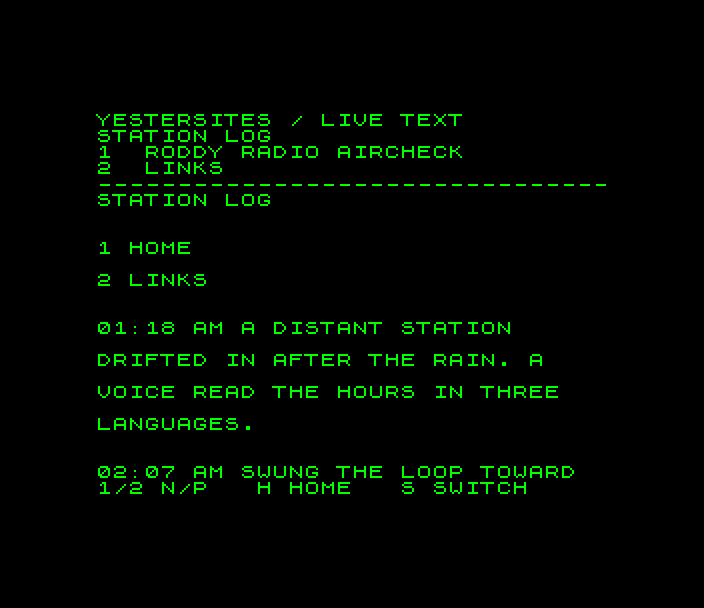 YESTERSITES / LIVE TEXT
STATION LOG
1  RODDY RADIO AIRCHECK
2  LINKS
--------------------------------
STATION LOG
1 HOME
2 LINKS
01:18 AM A DISTANT STATION
DRIFTED IN AFTER THE RAIN. A
VOICE READ THE HOURS IN THREE
LANGUAGES.
02:07 AM SWUNG THE LOOP TOWARD
1/2 N/P   H HOME   S SWITCH